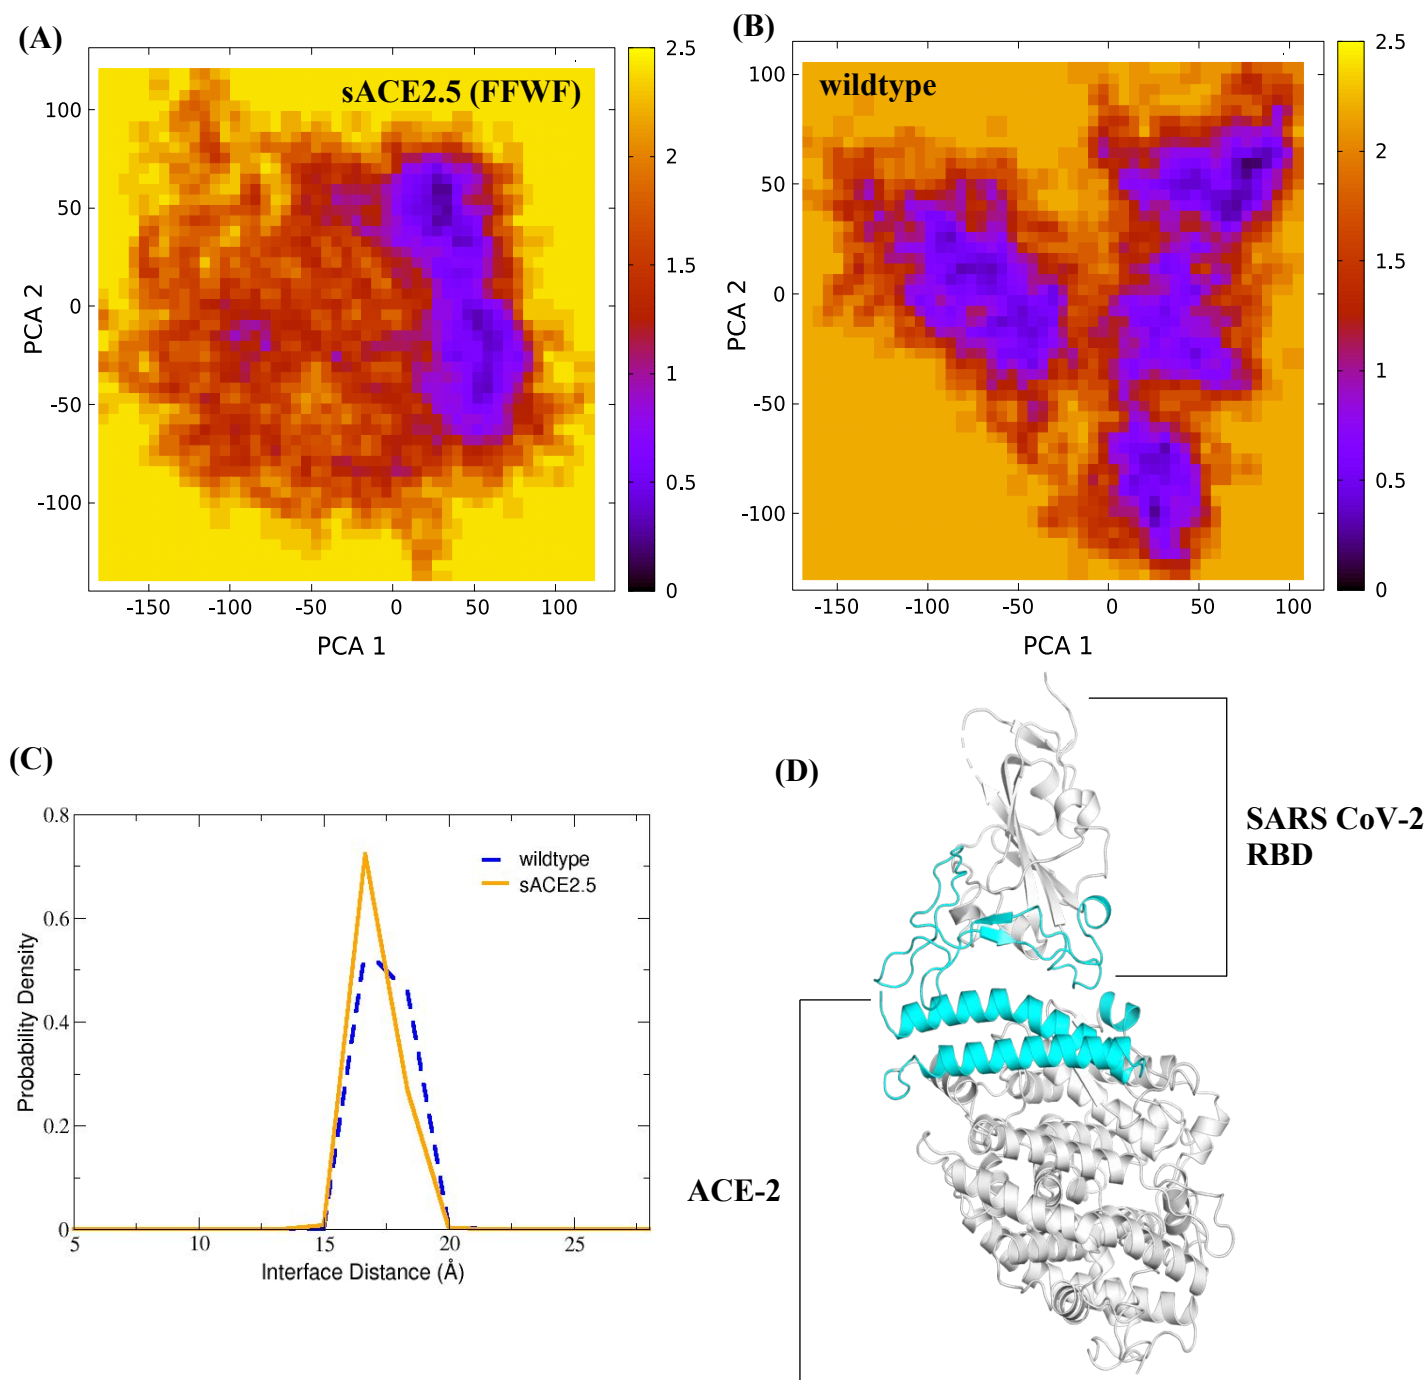 (A)
sACE2.5 (FFWF)
PCA 2
100
50
0
-50
-100
-150 -100 -50 0 50 100
PCA 1
2.5
2
1.5
1
0.5
0
(B)
wildtype
PCA 2
100
50
0
-50
-100
-150 -100 -50 0 50 100
PCA 1
2.5
2
1.5
1
0.5
0
(C)
Probability Density
0.8
0.6
0.4
0.2
0
wildtype
sACE2.5
5 10 15 20 25
Interface Distance (Å)
(D)
SARS CoV-2
RBD
ACE-2